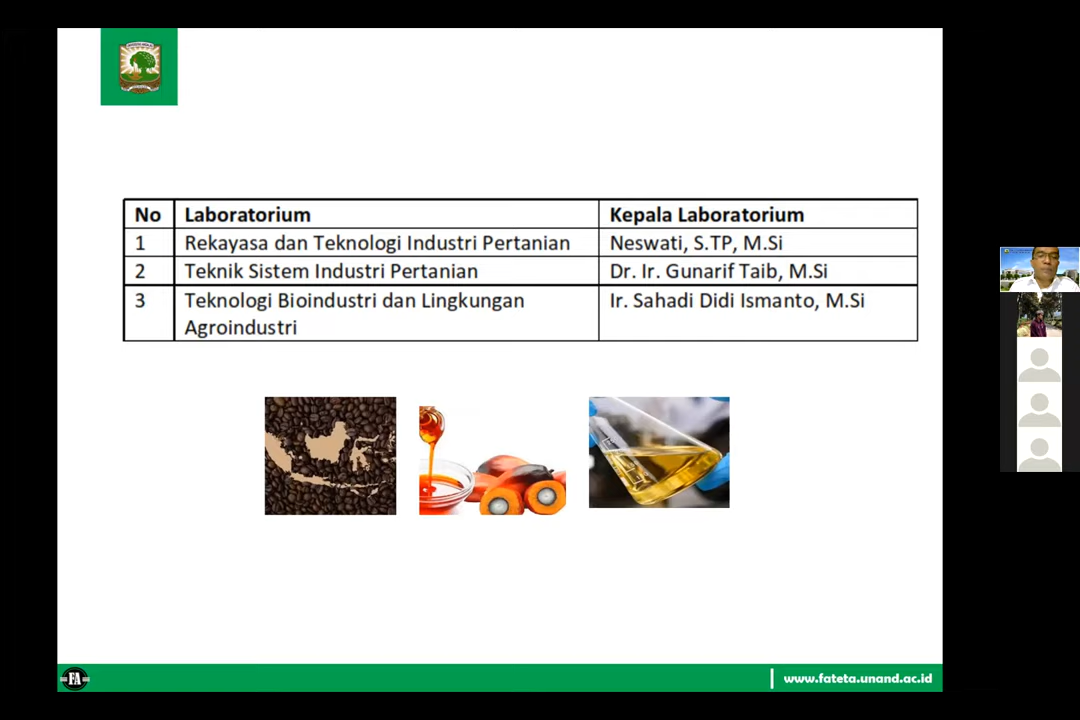 No Laboratorium Kepala Laboratorium
1 Rekayasa dan Teknologi Industri Pertanian Neswati, S.TP, M.Si
2 Teknik Sistem Industri Pertanian Dr. Ir. Gunarif Taib, M.Si
3 Teknologi Bioindustri dan Lingkungan Ir. Sahadi Didi Ismanto, M.Si
Agroindustri
FA
www.fateta.unand.ac.id